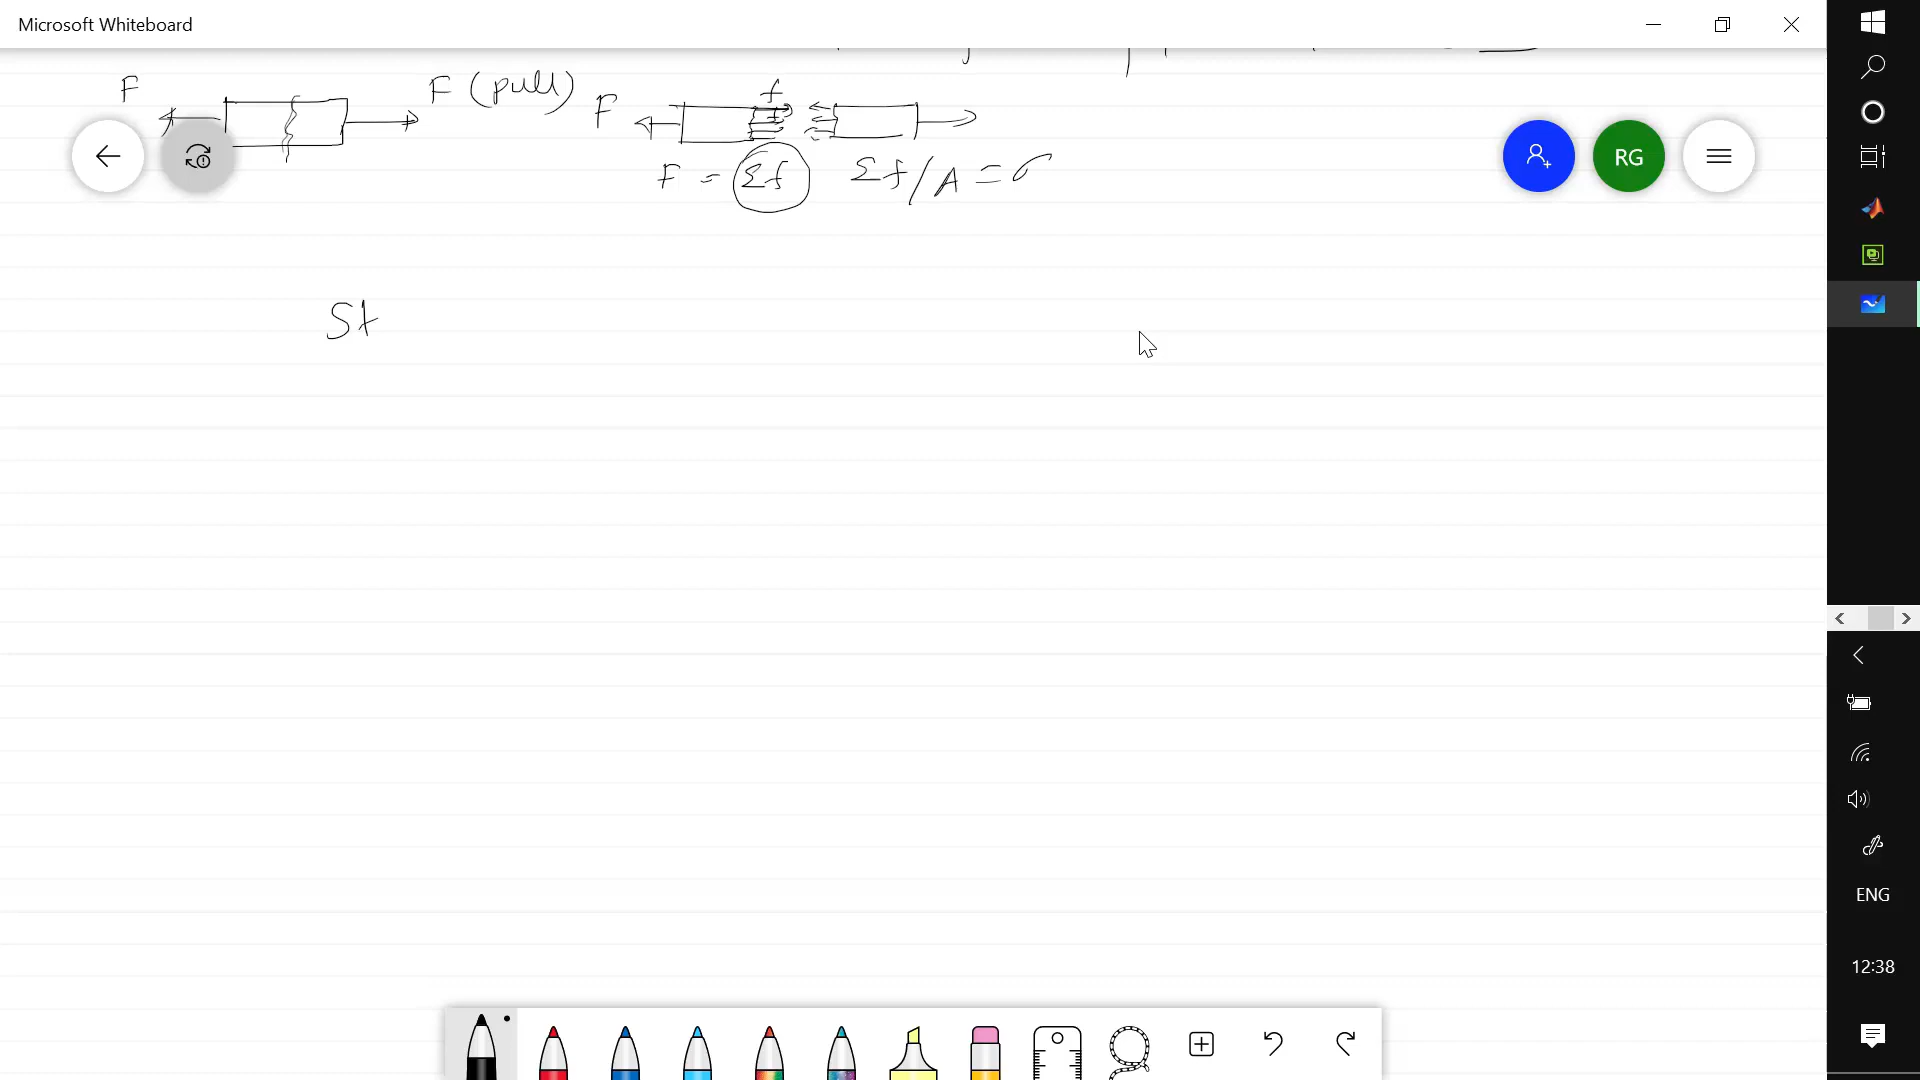 Microsoft Whiteboard
F F (pull) F f
F = Σf Σf/A = σ
RG
St
ENG
12:38